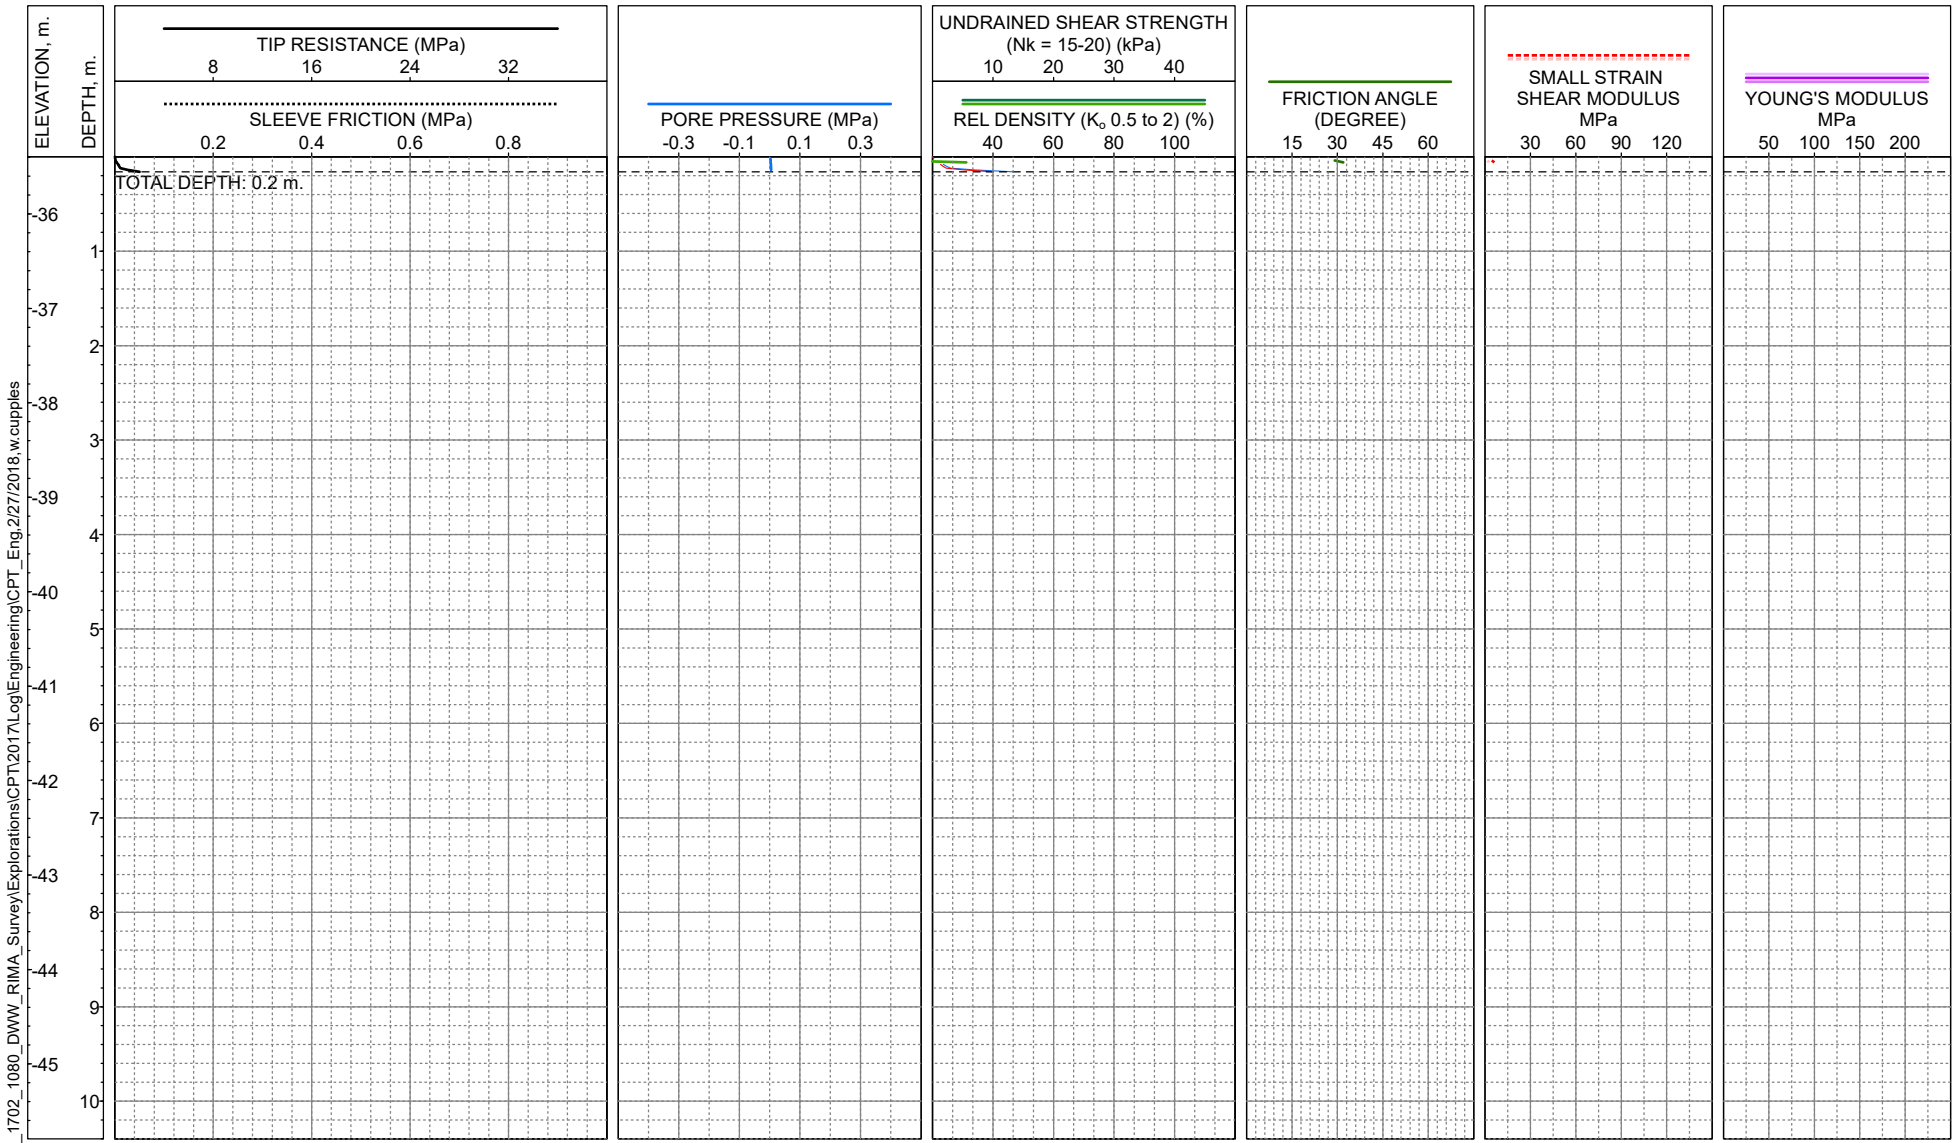 ELEVATION, m.
DEPTH, m.
TIP RESISTANCE (MPa)
8 16 24 32
SLEEVE FRICTION (MPa)
0.2 0.4 0.6 0.8
PORE PRESSURE (MPa)
-0.3 -0.1 0.1 0.3
UNDRAINED SHEAR STRENGTH
(Nk = 15-20) (kPa)
10 20 30 40
REL DENSITY (Ko 0.5 to 2) (%)
40 60 80 100
FRICTION ANGLE
(DEGREE)
15 30 45 60
SMALL STRAIN
SHEAR MODULUS
MPa
30 60 90 120
YOUNG'S MODULUS
MPa
50 100 150 200
TOTAL DEPTH: 0.2 m.
-36
1
-37
2
-38
3
-39
4
-40
5
-41
6
-42
7
-43
8
-44
9
-45
10
_1702_1080_DWW_RIMA_Survey\Explorations\CPT\2017\Log\Engineering\CPT_Eng,2/27/2018,w.cupples